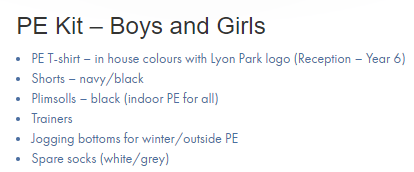 PE Kit – Boys and Girls
• PE T-shirt – in house colours with Lyon Park logo (Reception – Year 6)
• Shorts – navy/black
• Plimsolls – black (indoor PE for all)
• Trainers
• Jogging bottoms for winter/outside PE
• Spare socks (white/grey)